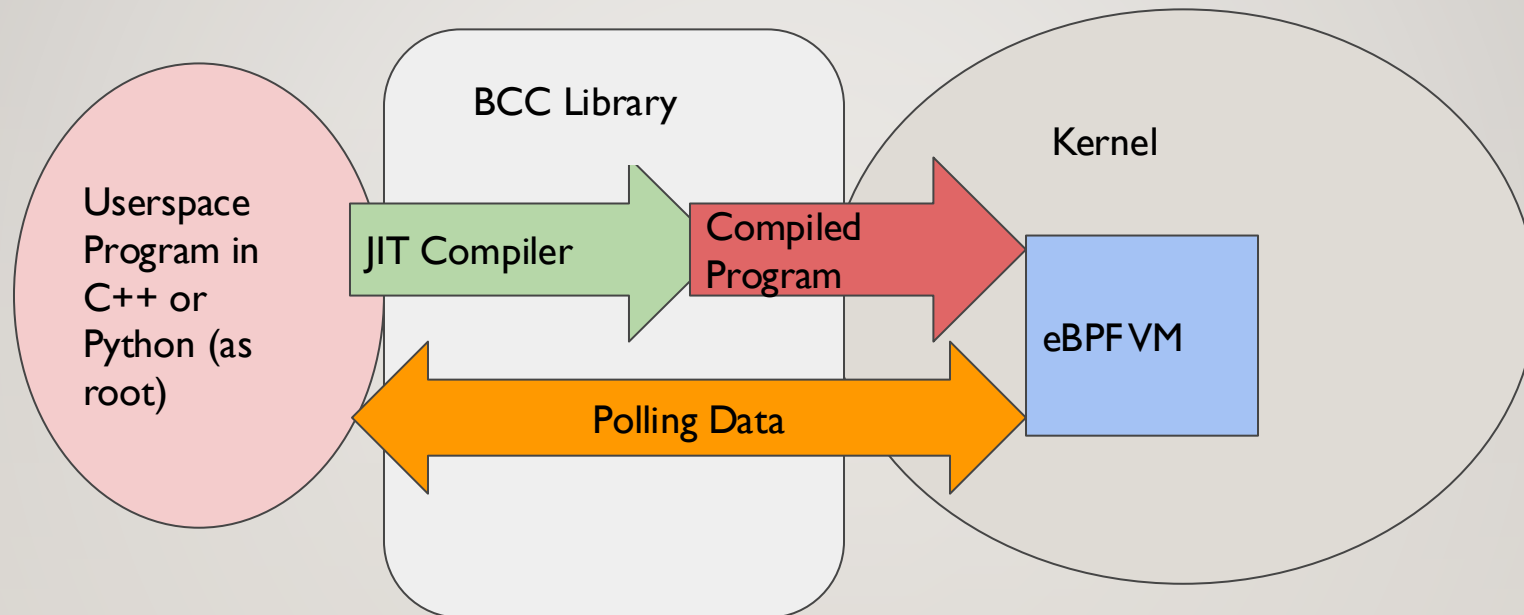 BCC Library
Kernel
Userspace
Program in
C++ or
Python (as
root)
JIT Compiler
Compiled
Program
eBPF VM
Polling Data